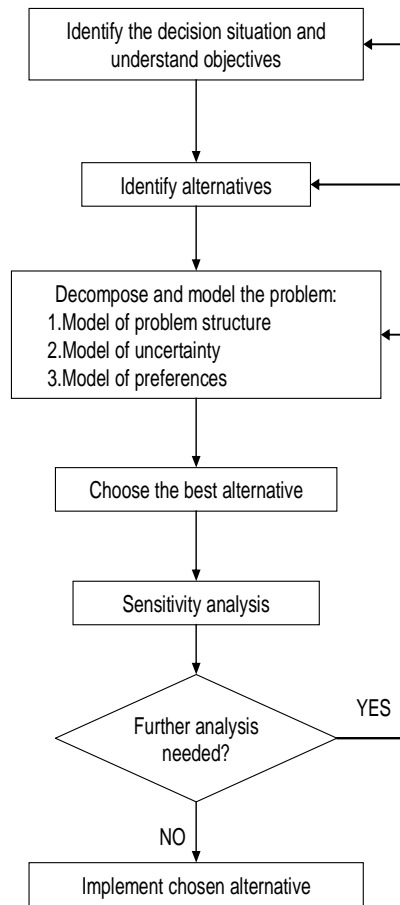 Identify the decision situation and
understand objectives
Identify alternatives
Decompose and model the problem:
1.Model of problem structure
2.Model of uncertainty
3.Model of preferences
Choose the best alternative
Sensitivity analysis
Further analysis
needed?
YES
NO
Implement chosen alternative